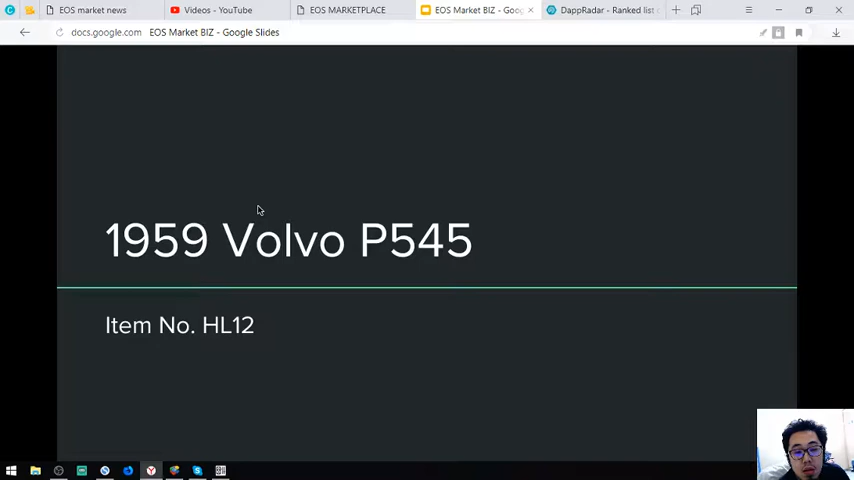 EOS market news
Videos - YouTube
EOS MARKETPLACE
EOS Market BIZ - Goog
DappRadar - Ranked list
docs.google.com EOS Market BIZ - Google Slides
1959 Volvo P545
Item No. HL12